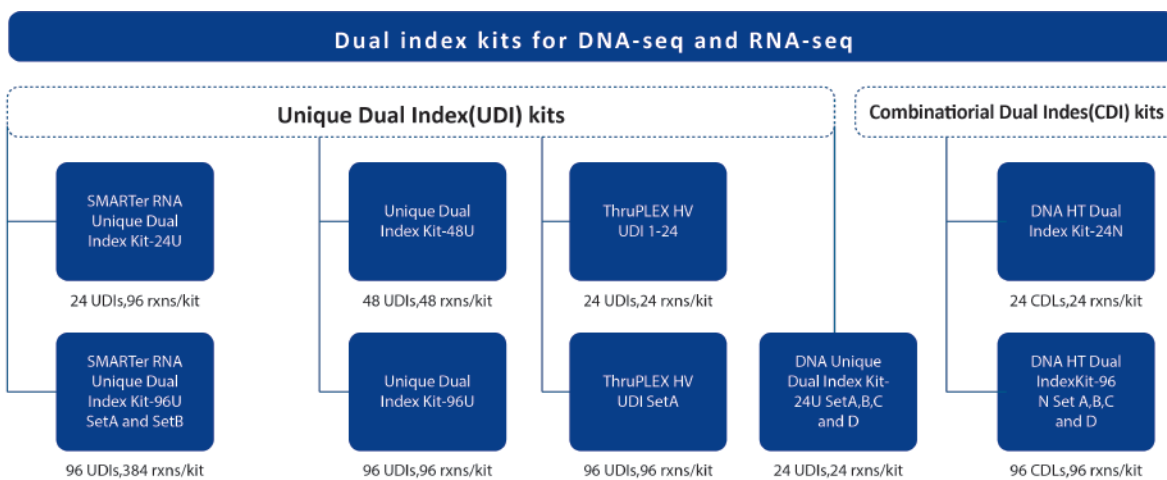 Dual index kits for DNA-seq and RNA-seq
Unique Dual Index(UDI) kits
Combinatiorial Dual Indes(CDI) kits
SMARTer RNA
Unique Dual
Index Kit-24U
24 UDIs,96 rxns/kit
Unique Dual
Index Kit-48U
48 UDIs,48 rxns/kit
ThruPLEX HV
UDI 1-24
24 UDIs,24 rxns/kit
DNA HT Dual
Index Kit-24N
24 CDLs,24 rxns/kit
SMARTer RNA
Unique Dual
Index Kit-96U
SetA and SetB
96 UDIs,384 rxns/kit
Unique Dual
Index Kit-96U
96 UDIs,96 rxns/kit
ThruPLEX HV
UDI SetA
96 UDIs,96 rxns/kit
DNA Unique
Dual Index Kit-
24U SetA,B,C
and D
24 UDIs,24 rxns/kit
DNA HT Dual
IndexKit-96
N Set A,B,C
and D
96 CDLs,96 rxns/kit